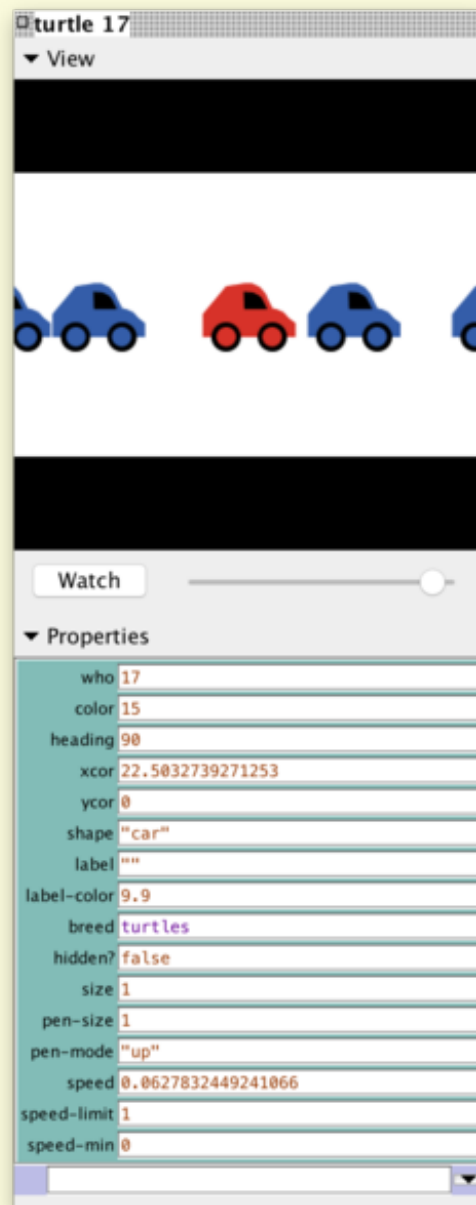 turtle 17
View
Watch
Properties
who 17
color 15
heading 90
xcor 22.5032739271253
ycor 0
shape "car"
label ""
label-color 9.9
breed turtles
hidden? false
size 1
pen-size 1
pen-mode "up"
speed 0.0627832449241066
speed-limit 1
speed-min 0